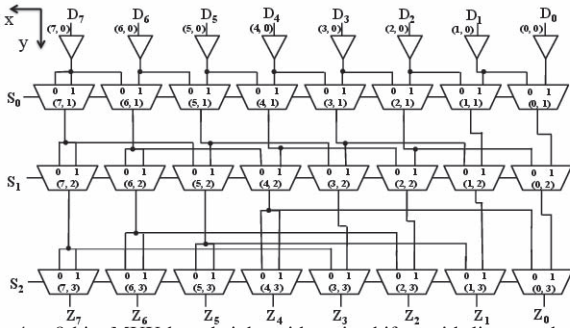 x D7 D6 D5 D4 D3 D2 D1 D0
y (7, 0) (6, 0) (5, 0) (4, 0) (3, 0) (2, 0) (1, 0) (0, 0)
S0 0 1 0 1 0 1 0 1 0 1 0 1 0 1 0 1
(7, 1) (6, 1) (5, 1) (4, 1) (3, 1) (2, 1) (1, 1) (0, 1)
S1 0 1 0 1 0 1 0 1 0 1 0 1 0 1 0 1
(7, 2) (6, 2) (5, 2) (4, 2) (3, 2) (2, 2) (1, 2) (0, 2)
S2 0 1 0 1 0 1 0 1 0 1 0 1 0 1 0 1
(7, 3) (6, 3) (5, 3) (4, 3) (3, 3) (2, 3) (1, 3) (0, 3)
Z7 Z6 Z5 Z4 Z3 Z2 Z1 Z0